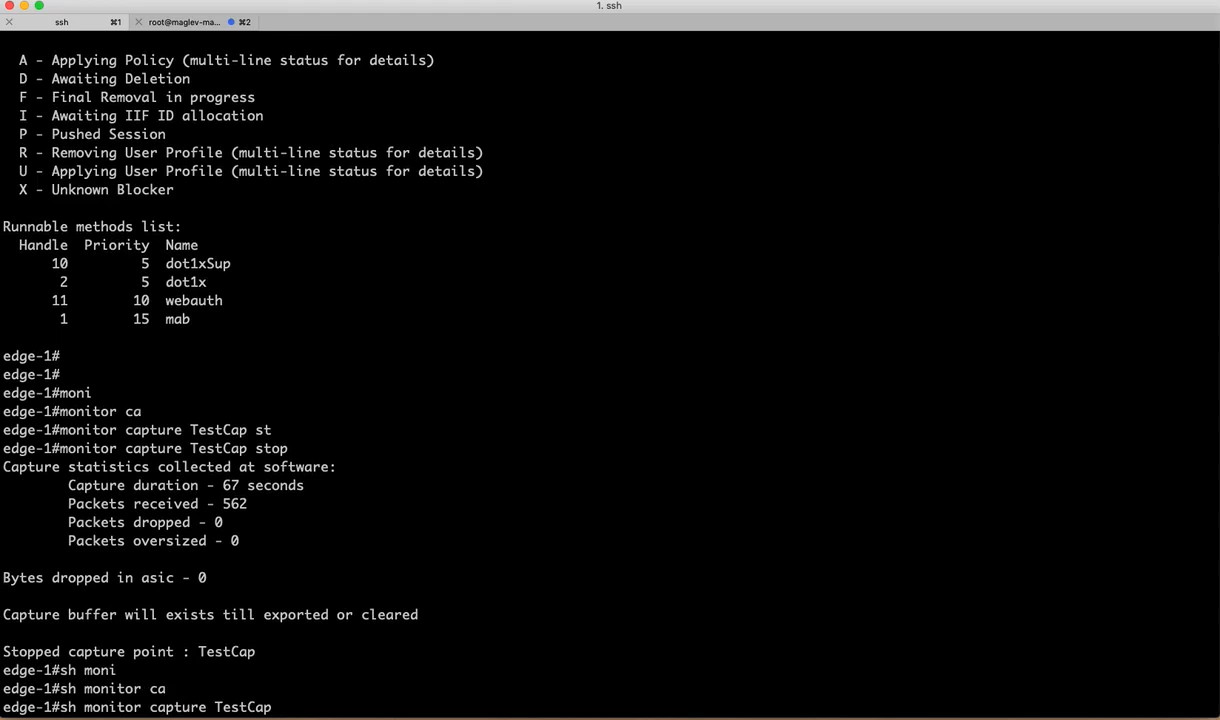 1. ssh
ssh ⌘1 root@maglev-ma... ⌘2
A - Applying Policy (multi-line status for details)
D - Awaiting Deletion
F - Final Removal in progress
I - Awaiting IIF ID allocation
P - Pushed Session
R - Removing User Profile (multi-line status for details)
U - Applying User Profile (multi-line status for details)
X - Unknown Blocker
Runnable methods list:
Handle Priority Name
10 5 dot1xSup
2 5 dot1x
11 10 webauth
1 15 mab
edge-1#
edge-1#
edge-1#moni
edge-1#monitor ca
edge-1#monitor capture TestCap st
edge-1#monitor capture TestCap stop
Capture statistics collected at software:
Capture duration - 67 seconds
Packets received - 562
Packets dropped - 0
Packets oversized - 0
Bytes dropped in asic - 0
Capture buffer will exists till exported or cleared
Stopped capture point : TestCap
edge-1#sh moni
edge-1#sh monitor ca
edge-1#sh monitor capture TestCap